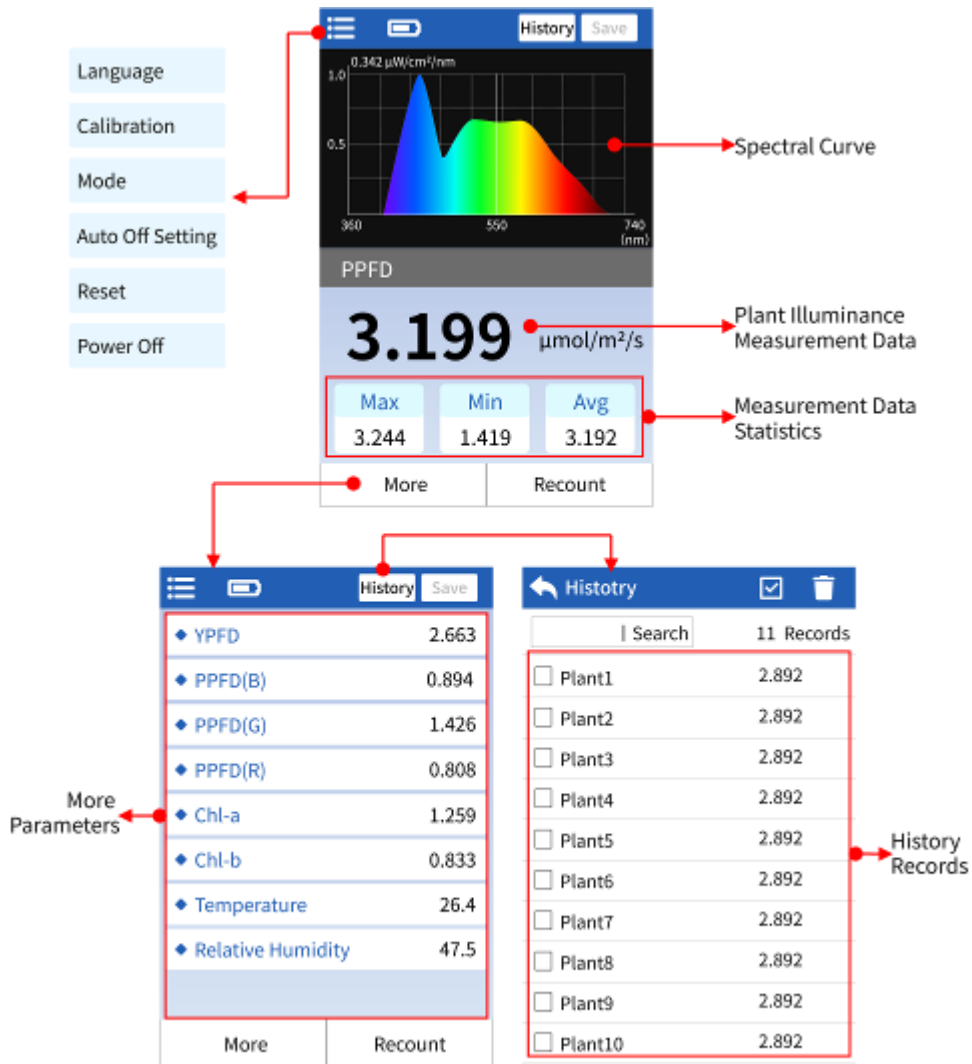 History Save
Language
Calibration
Mode
Auto Off Setting
Reset
Power Off
0.342 μW/cm²/nm
1.0
0.5
360 550 740
(nm)
Spectral Curve
PPFD
3.199 μmol/m²/s
Plant Illuminance
Measurement Data
Max Min Avg
3.244 1.419 3.192
Measurement Data
Statistics
More Recount
History Save
YPFD 2.663
PPFD(B) 0.894
PPFD(G) 1.426
PPFD(R) 0.808
Chl-a 1.259
Chl-b 0.833
Temperature 26.4
Relative Humidity 47.5
More Recount
More
Parameters
Histotry
| Search 11 Records
Plant1 2.892
Plant2 2.892
Plant3 2.892
Plant4 2.892
Plant5 2.892
Plant6 2.892
Plant7 2.892
Plant8 2.892
Plant9 2.892
Plant10 2.892
History
Records